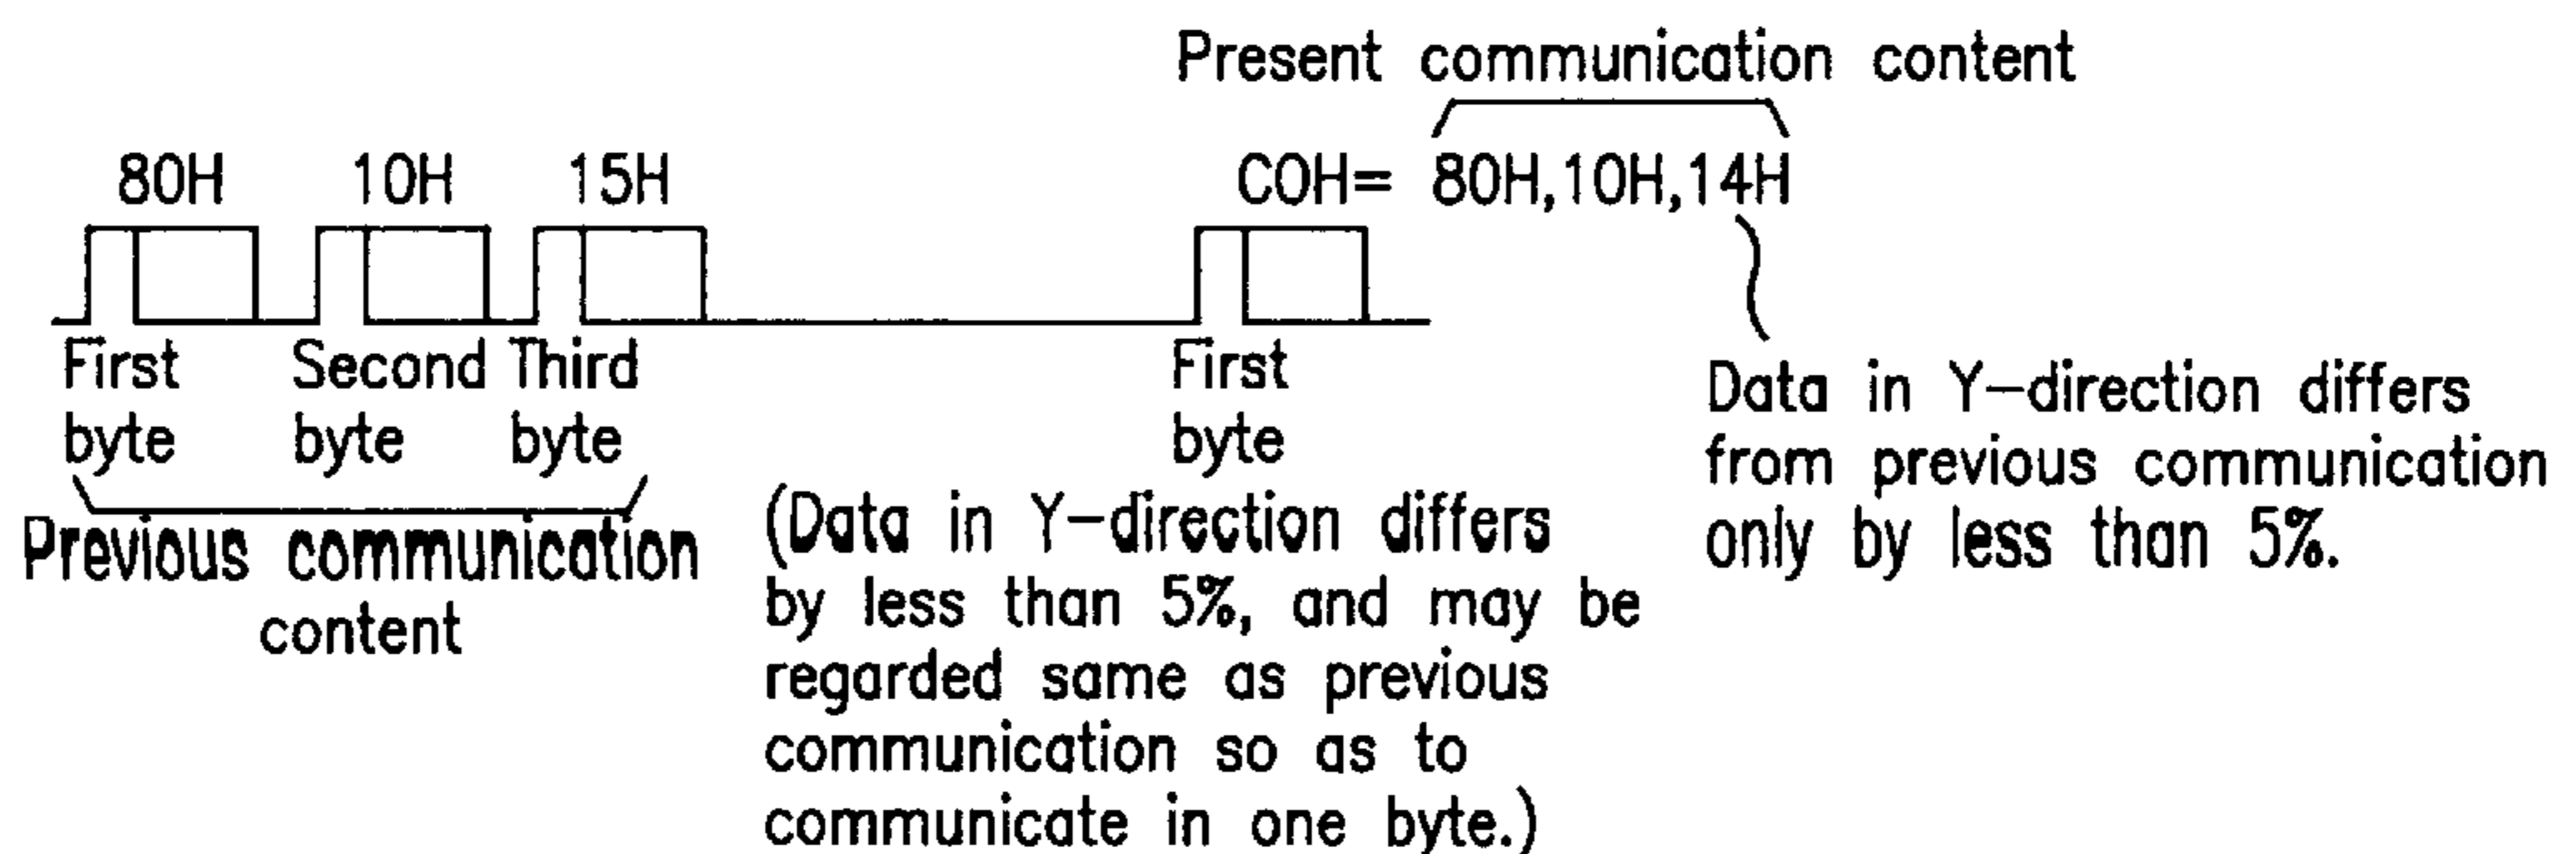 Present communication content
80H 10H 15H COH= 80H,10H,14H
First byte
Second byte
Third byte
First byte
Previous communication
content
(Data in Y-direction differs
by less than 5%, and may be
regarded same as previous
communication so as to
communicate in one byte.)
Data in Y-direction differs
from previous communication
only by less than 5%.